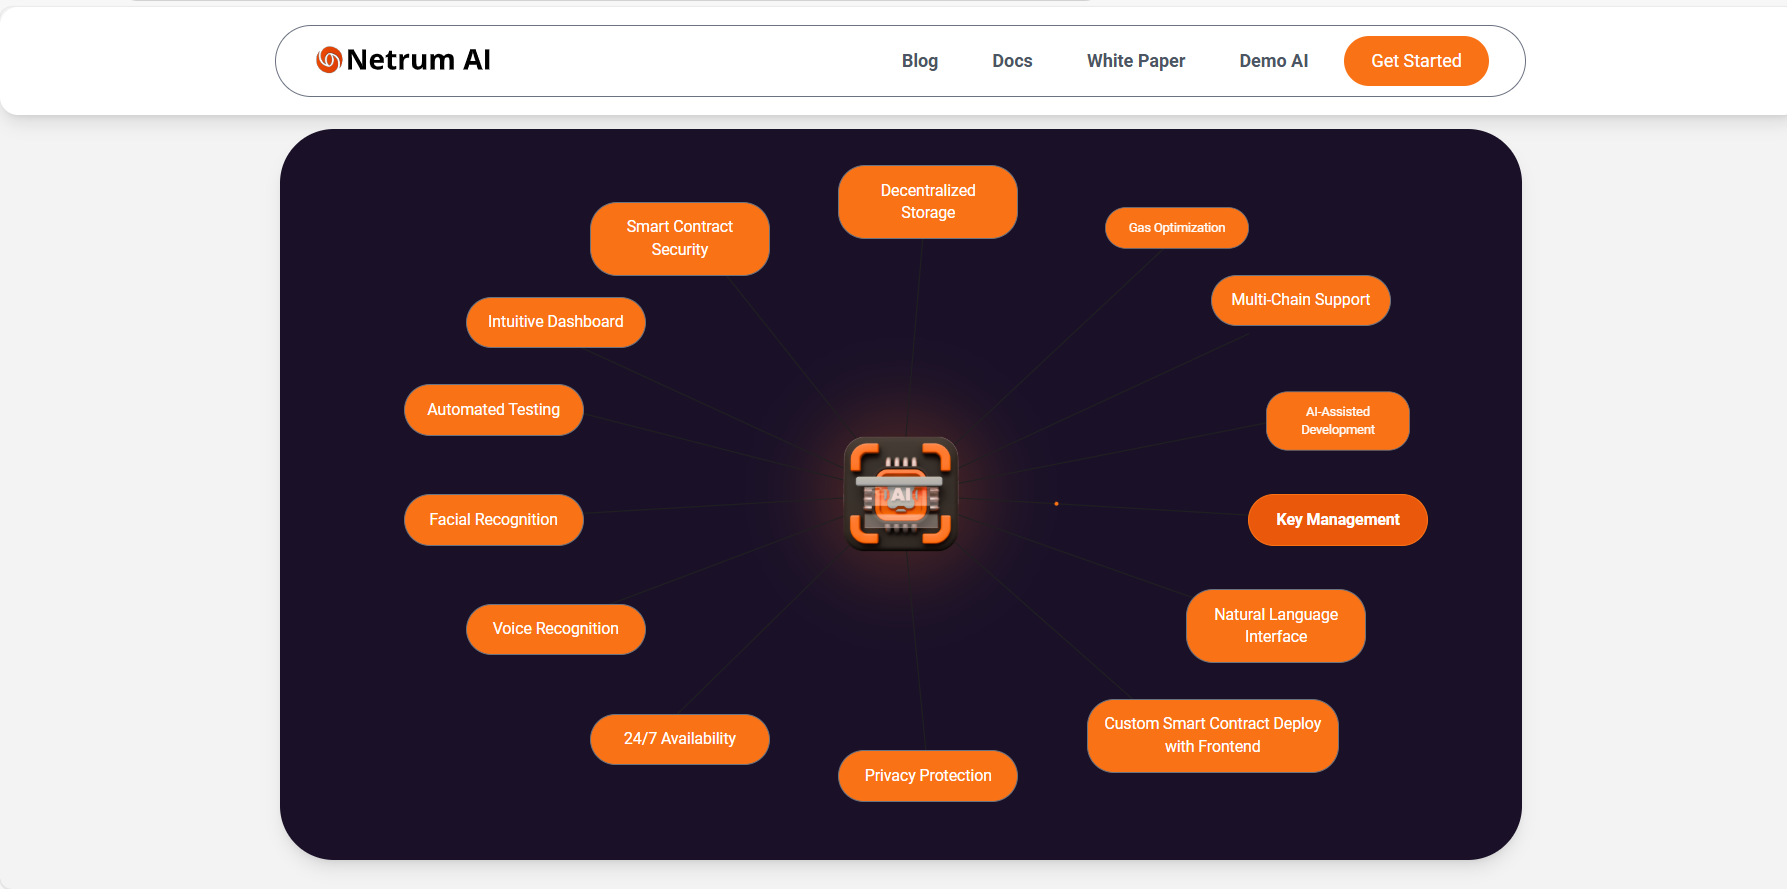 Netrum AI
Blog
Docs
White Paper
Demo AI
Get Started
Decentralized
Storage
Smart Contract
Security
Gas Optimization
Multi-Chain Support
Intuitive Dashboard
Automated Testing
AI-Assisted
Development
AI
Facial Recognition
Key Management
Voice Recognition
Natural Language
Interface
24/7 Availability
Custom Smart Contract Deploy
with Frontend
Privacy Protection